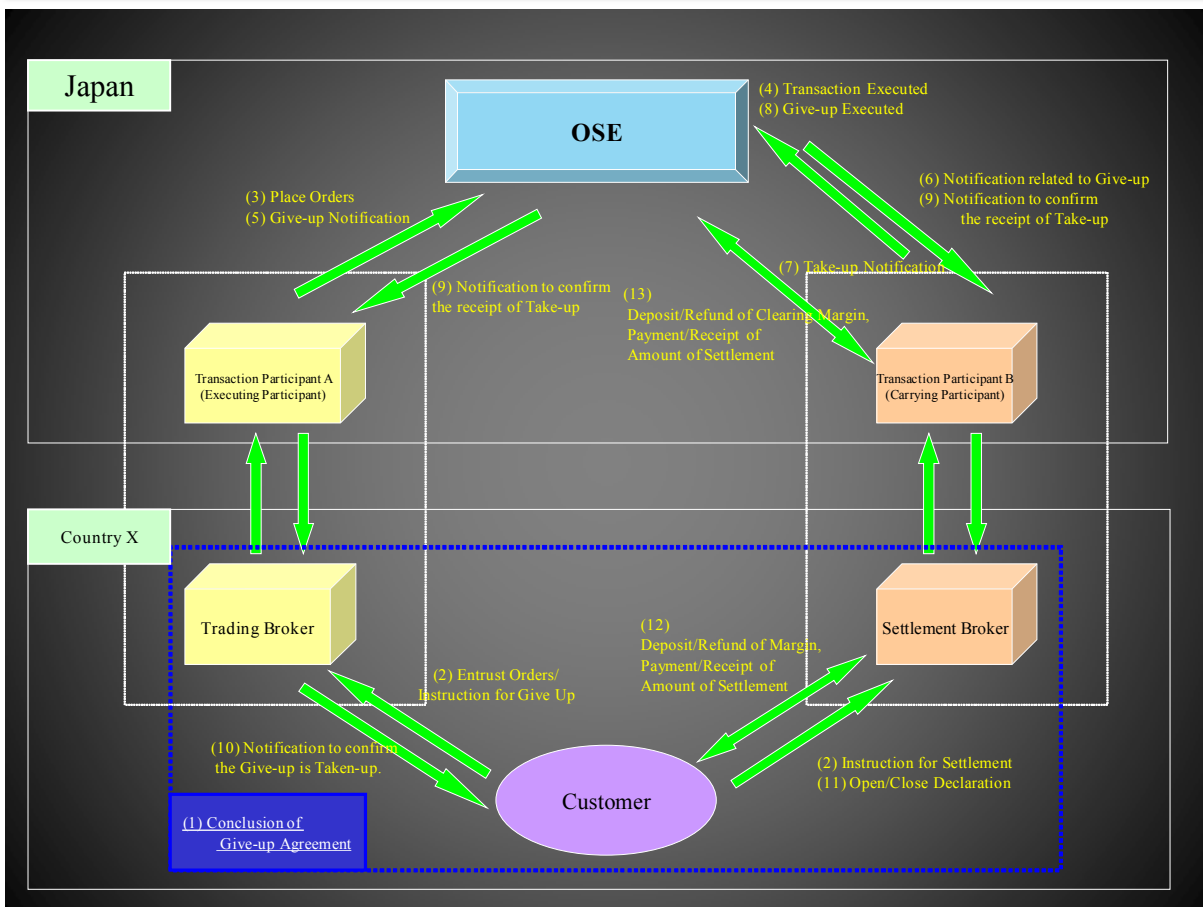 Japan
OSE
(4) Transaction Executed
(8) Give-up Executed
(3) Place Orders
(5) Give-up Notification
(6) Notification related to Give-up
(9) Notification to confirm
the receipt of Take-up
(7) Take-up Notification
(9) Notification to confirm
the receipt of Take-up
(13)
Deposit/Refund of Clearing Margin,
Payment/Receipt of
Amount of Settlement
Transaction Participant A
(Executing Participant)
Transaction Participant B
(Carrying Participant)
Country X
Trading Broker
Settlement Broker
(12)
Deposit/Refund of Margin,
Payment/Receipt of
Amount of Settlement
(2) Entrust Orders/
Instruction for Give Up
(10) Notification to confirm
the Give-up is Taken-up.
(2) Instruction for Settlement
(11) Open/Close Declaration
Customer
(1) Conclusion of
Give-up Agreement